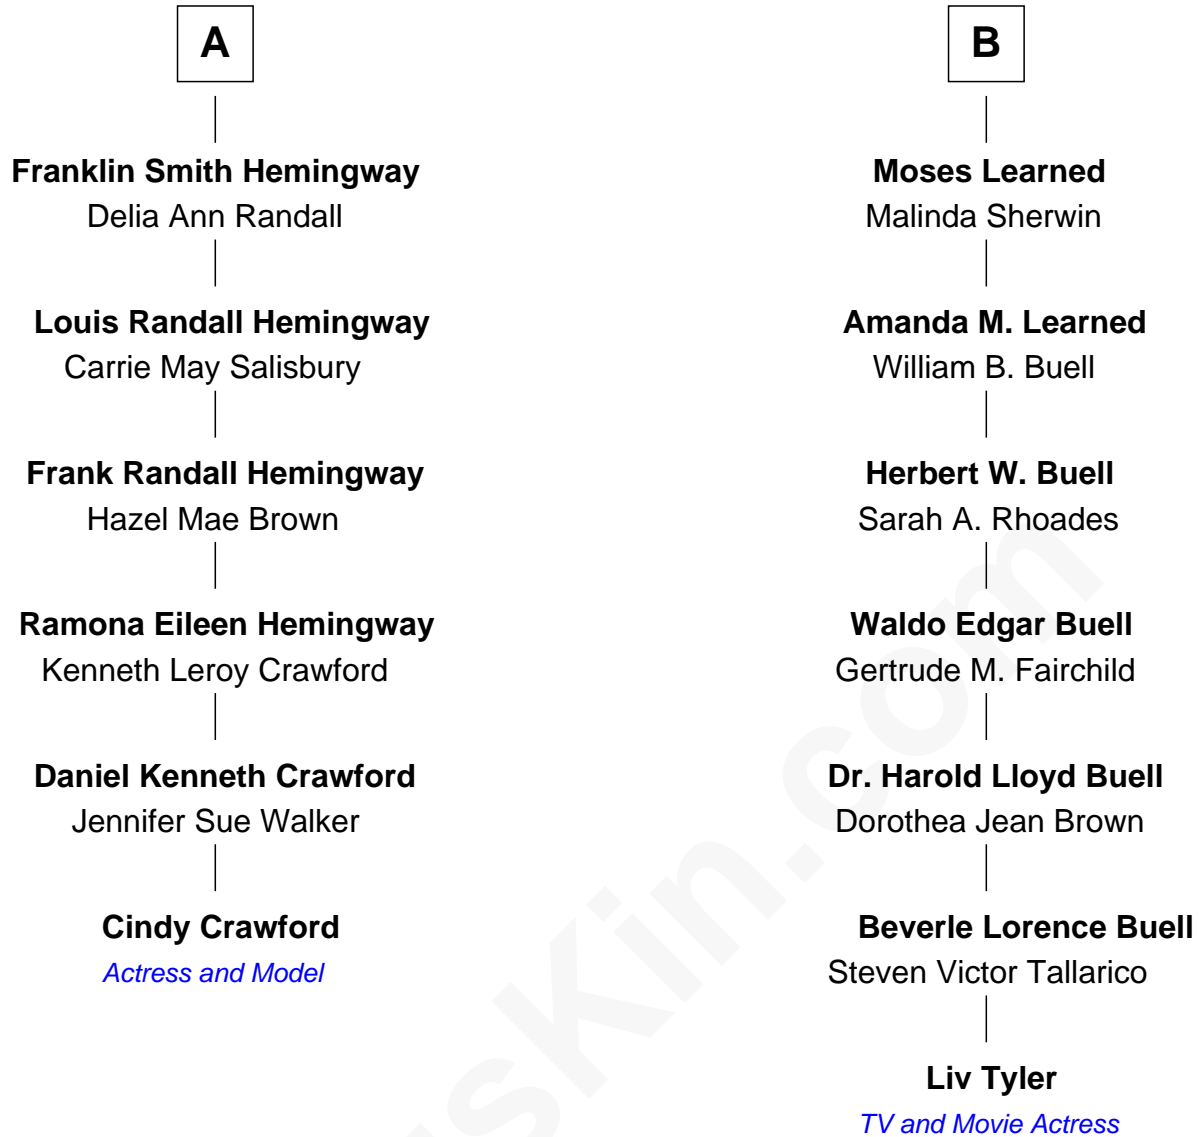 A
Franklin Smith Hemingway
Delia Ann Randall
Louis Randall Hemingway
Carrie May Salisbury
Frank Randall Hemingway
Hazel Mae Brown
Ramona Eileen Hemingway
Kenneth Leroy Crawford
Daniel Kenneth Crawford
Jennifer Sue Walker
Cindy Crawford
Actress and Model
B
Moses Learned
Malinda Sherwin
Amanda M. Learned
William B. Buell
Herbert W. Buell
Sarah A. Rhoades
Waldo Edgar Buell
Gertrude M. Fairchild
Dr. Harold Lloyd Buell
Dorothea Jean Brown
Beverle Lorence Buell
Steven Victor Tallarico
Liv Tyler
TV and Movie Actress